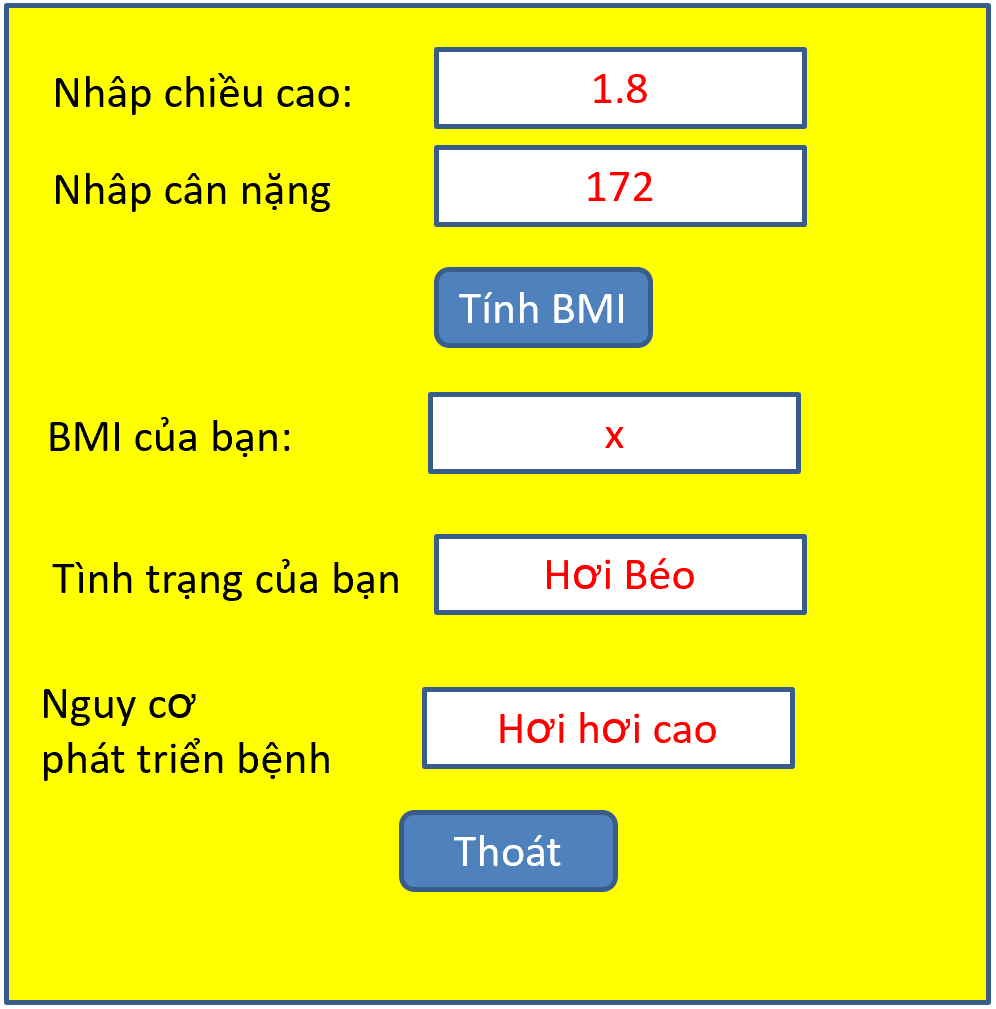 Nhâp chiều cao:
1.8
Nhâp cân nặng
172
Tính BMI
BMI của bạn:
x
Tình trạng của bạn
Hơi Béo
Nguy cơ
phát triển bệnh
Hơi hơi cao
Thoát